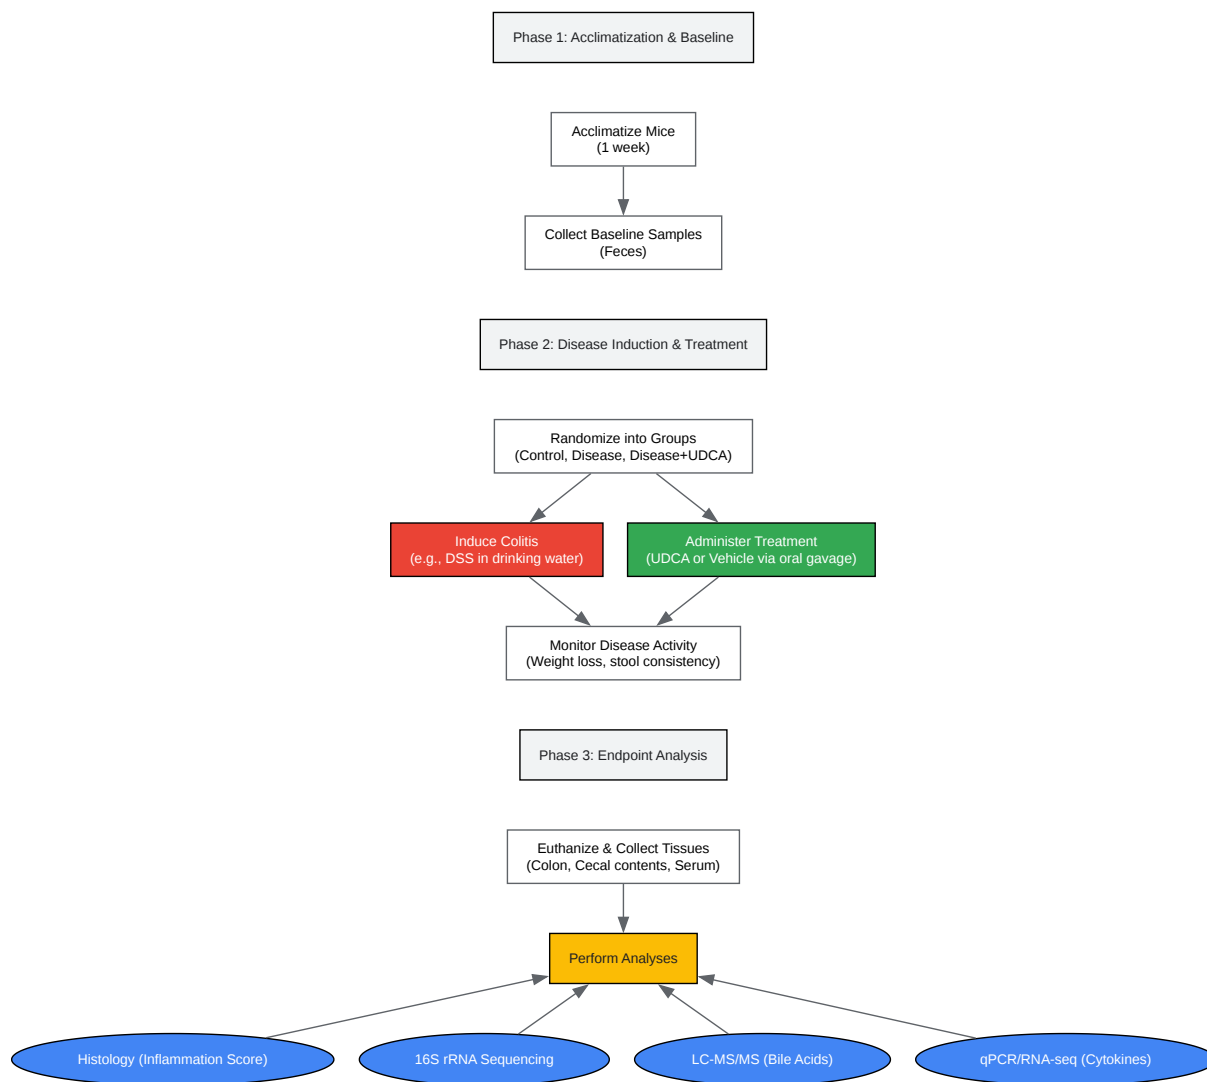 Phase 1: Acclimatization & Baseline
Acclimatize Mice
(1 week)
Collect Baseline Samples
(Feces)
Phase 2: Disease Induction & Treatment
Randomize into Groups
(Control, Disease, Disease+UDCA)
Induce Colitis
(e.g., DSS in drinking water)
Administer Treatment
(UDCA or Vehicle via oral gavage)
Monitor Disease Activity
(Weight loss, stool consistency)
Phase 3: Endpoint Analysis
Euthanize & Collect Tissues
(Colon, Cecal contents, Serum)
Perform Analyses
Histology (Inflammation Score)
16S rRNA Sequencing
LC-MS/MS (Bile Acids)
qPCR/RNA-seq (Cytokines)